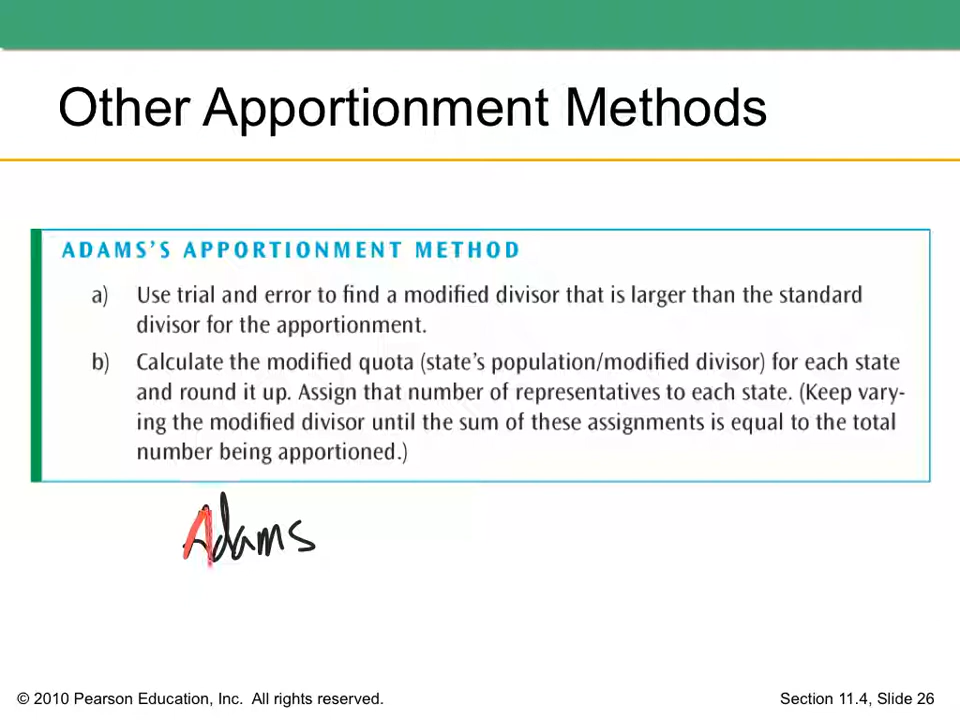 Other Apportionment Methods
ADAMS'S APPORTIONMENT METHOD
a) Use trial and error to find a modified divisor that is larger than the standard
divisor for the apportionment.
b) Calculate the modified quota (state's population/modified divisor) for each state
and round it up. Assign that number of representatives to each state. (Keep vary-
ing the modified divisor until the sum of these assignments is equal to the total
number being apportioned.)
Adams
© 2010 Pearson Education, Inc. All rights reserved.
Section 11.4, Slide 26